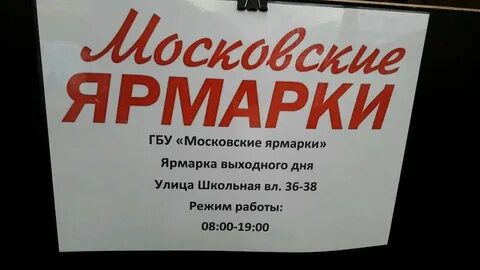 Московские
ЯРМАРКИ
ГБУ «Московские ярмарки»
Ярмарка выходного дня
Улица Школьная вл. 36-38
Режим работы:
08:00-19:00